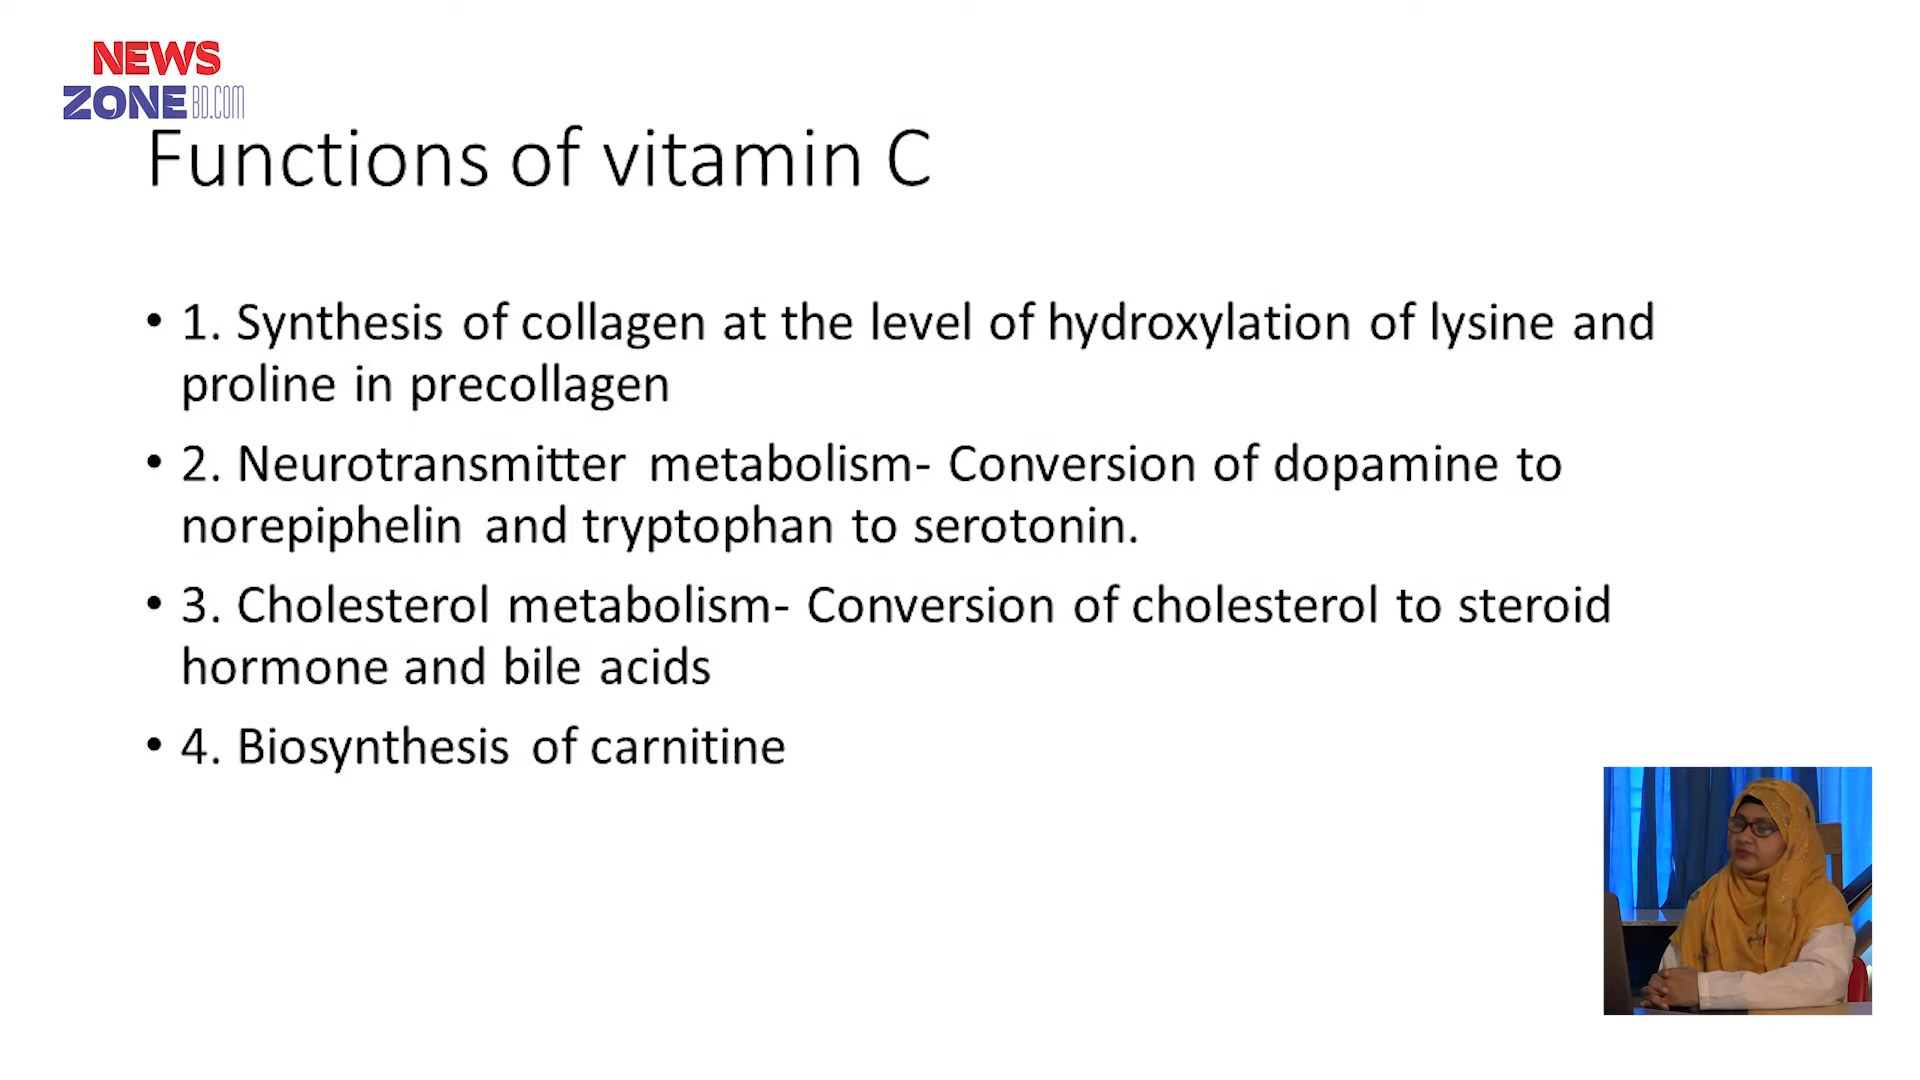 NEWS
ZONE BD.COM
Functions of vitamin C
• 1. Synthesis of collagen at the level of hydroxylation of lysine and
proline in precollagen
• 2. Neurotransmitter metabolism- Conversion of dopamine to
norepiphelin and tryptophan to serotonin.
• 3. Cholesterol metabolism- Conversion of cholesterol to steroid
hormone and bile acids
• 4. Biosynthesis of carnitine